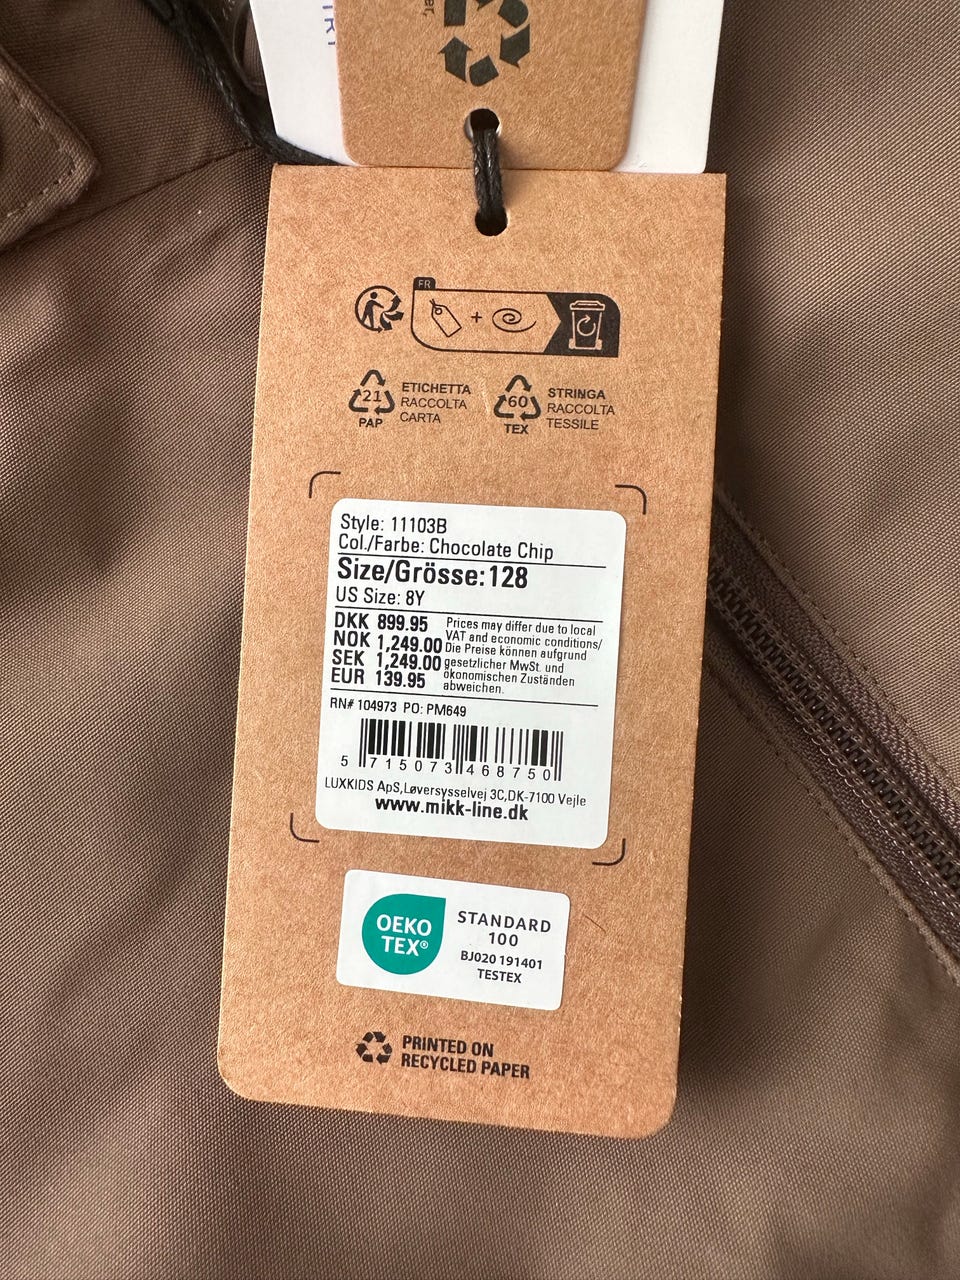 FR
21
PAP
ETICHETTA
RACCOLTA
CARTA
60
TEX
STRINGA
RACCOLTA
TESSILE
Style: 11103B
Col./Farbe: Chocolate Chip
Size/Grösse: 128
US Size: 8Y
DKK 899.95
NOK 1,249.00
SEK 1,249.00
EUR 139.95
Prices may differ due to local
VAT and economic conditions/
Die Preise können aufgrund
gesetzlicher MwSt. und
ökonomischen Zuständen
abweichen.
RN# 104973 PO: PM649
5 715073 468750
LUXKIDS ApS,Løversysselvej 3C,DK-7100 Vejle
www.mikk-line.dk
OEKO
TEX®
STANDARD
100
BJ020 191401
TESTEX
PRINTED ON
RECYCLED PAPER